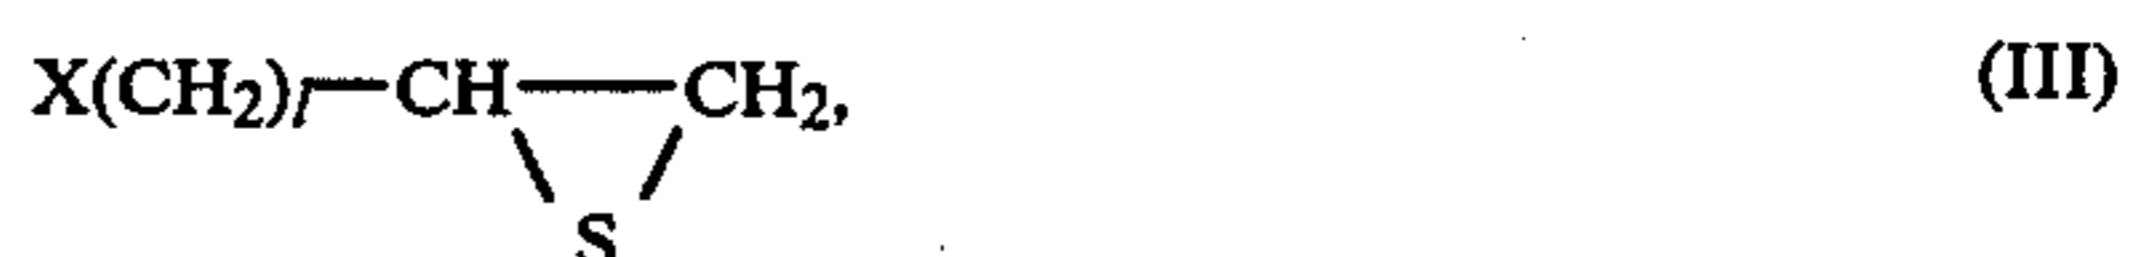 X(CH2)l—CH—CH2, (III)
S